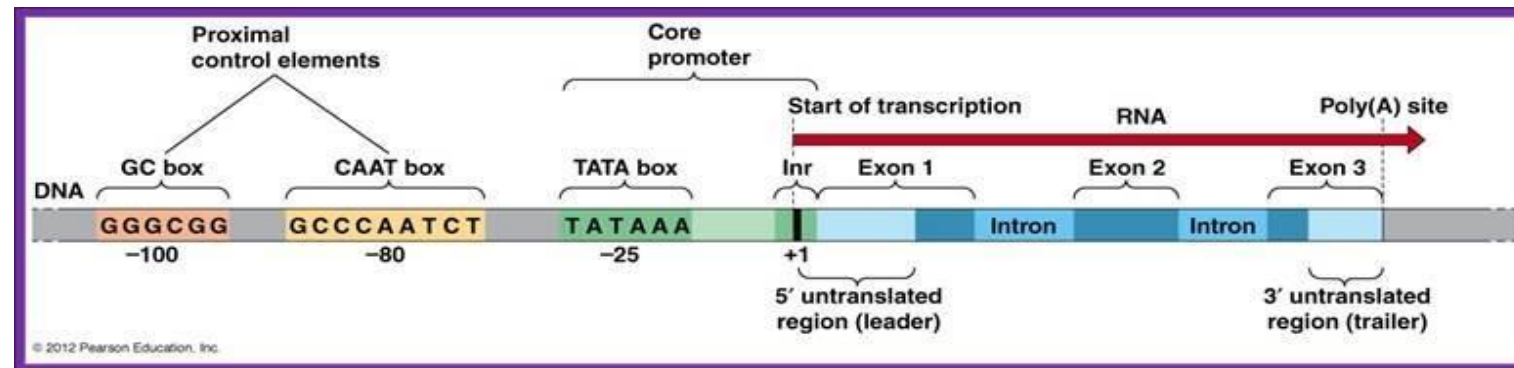 Proximal
control elements
Core
promoter
Start of transcription
RNA
Poly(A) site
DNA
GC box
CAAT box
TATA box
Inr
Exon 1
Exon 2
Exon 3
GGGCGG
GCCCAATCT
TATAAA
Intron
Intron
−100
−80
−25
+1
5′ untranslated
region (leader)
3′ untranslated
region (trailer)
© 2012 Pearson Education, Inc.